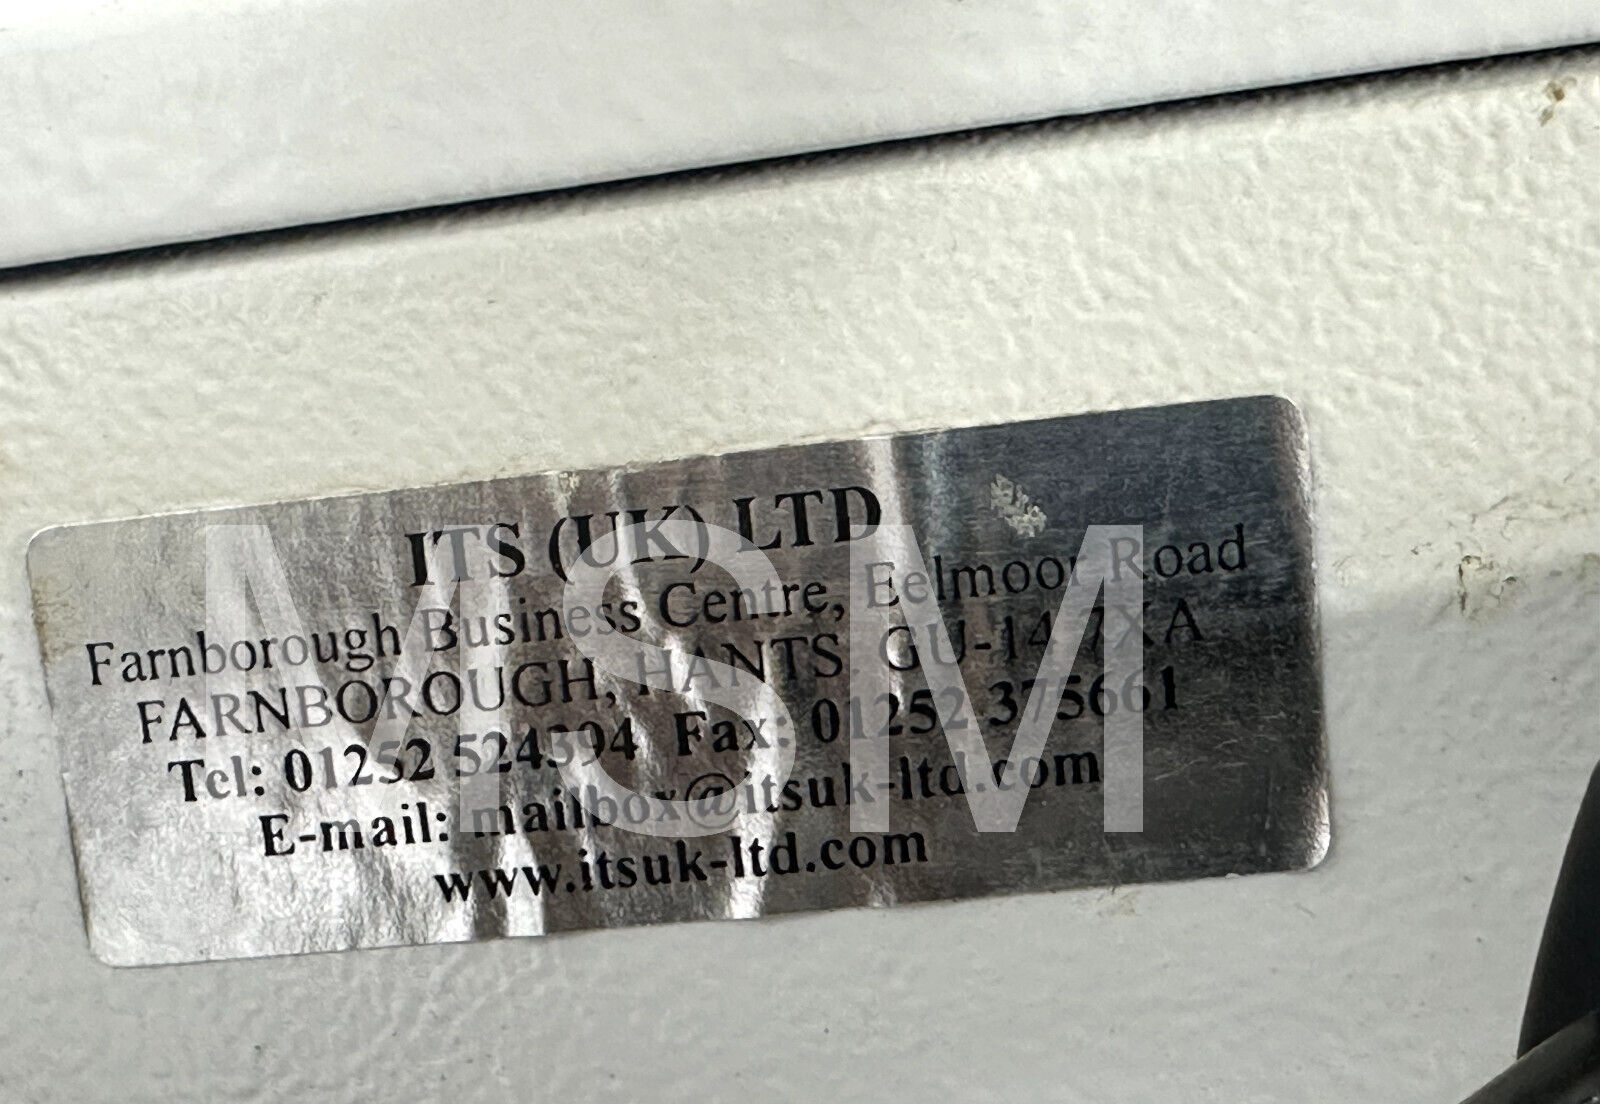 ITS (UK) LTD
Farnborough Business Centre, Eelmoor Road
FARNBOROUGH, HANTS. GU-14 7XA
Tel: 01252 524394 Fax: 01252 375661
E-mail: mailbox@itsuk-ltd.com
www.itsuk-ltd.com
MSM